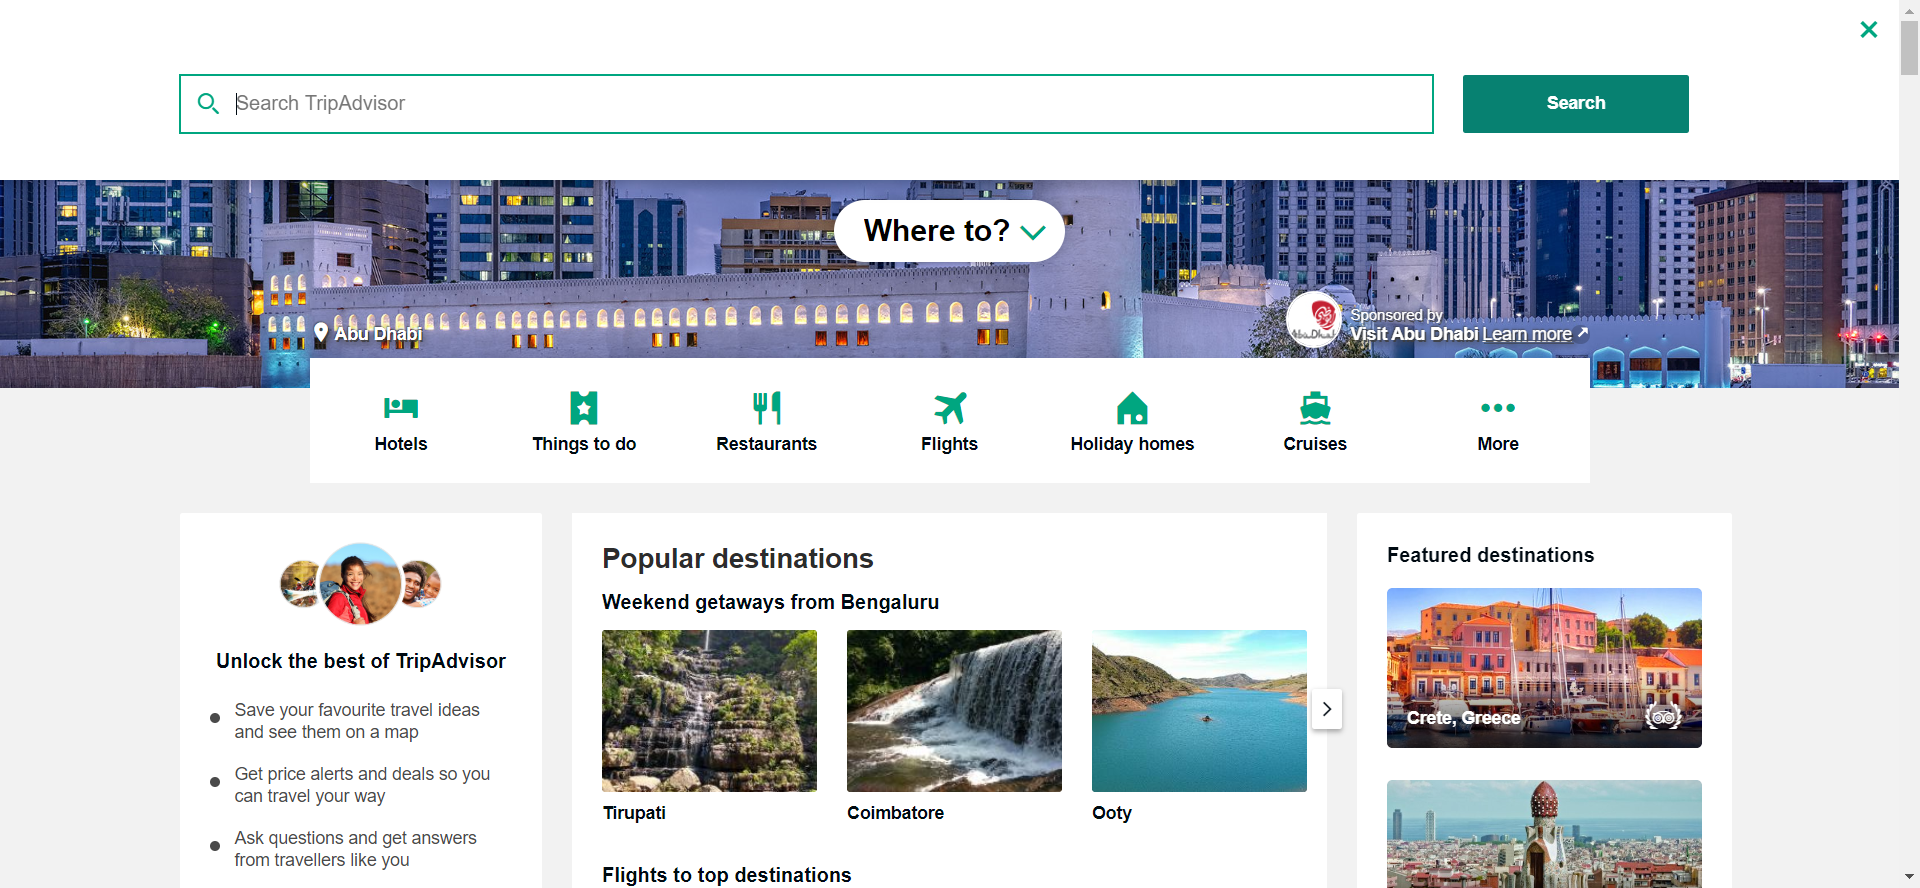 Search TripAdvisor
Search
Where to?
Abu Dhabi
Sponsored by
Visit Abu Dhabi Learn more
Hotels
Things to do
Restaurants
Flights
Holiday homes
Cruises
More
Unlock the best of TripAdvisor
Save your favourite travel ideas
and see them on a map
Get price alerts and deals so you
can travel your way
Ask questions and get answers
from travellers like you
Popular destinations
Weekend getaways from Bengaluru
Tirupati
Coimbatore
Ooty
Flights to top destinations
Featured destinations
Crete, Greece